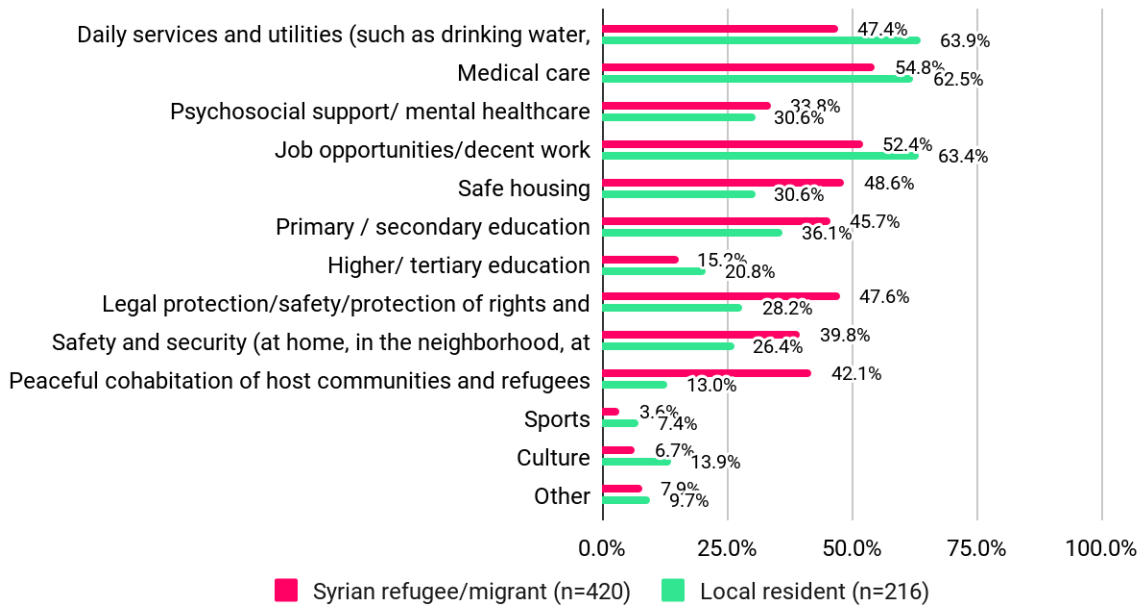 Daily services and utilities (such as drinking water,
47.4%
63.9%
Medical care
54.8%
62.5%
Psychosocial support/ mental healthcare
33.8%
30.6%
Job opportunities/decent work
52.4%
63.4%
Safe housing
48.6%
30.6%
Primary / secondary education
45.7%
36.1%
Higher/ tertiary education
15.2%
20.8%
Legal protection/safety/protection of rights and
47.6%
28.2%
Safety and security (at home, in the neighborhood, at
39.8%
26.4%
Peaceful cohabitation of host communities and refugees
42.1%
13.0%
Sports
3.6%
7.4%
Culture
6.7%
13.9%
Other
7.9%
9.7%
0.0% 25.0% 50.0% 75.0% 100.0%
Syrian refugee/migrant (n=420) Local resident (n=216)